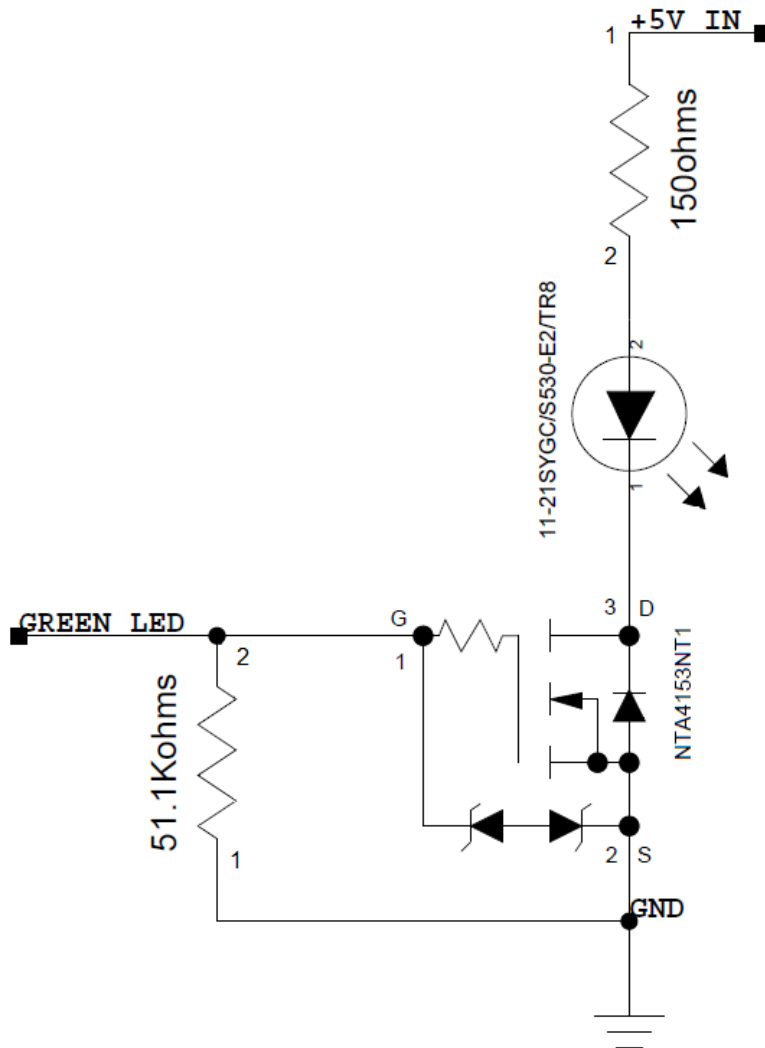 1
+5V IN
150ohms
2
11-21SYGC/S530-E2/TR8
2
1
GREEN LED
2
G
1
3
D
NTA4153NT1
51.1Kohms
1
2
S
GND